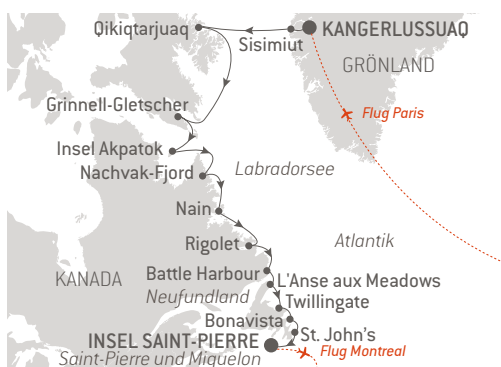 Qikiqtarjuaq
KANGERLUSSUAQ
Sisimiut
GRÖNLAND
Grinnell-Gletscher
Flug Paris
Insel Akpatok
Nachvak-Fjord
Labradorsee
Nain
Rigolet
Atlantik
KANADA
Battle Harbour
L'Anse aux Meadows
Neufundland
Twillingate
Bonavista
St. John's
INSEL SAINT-PIERRE
Flug Montreal
Saint-Pierre und Miquelon